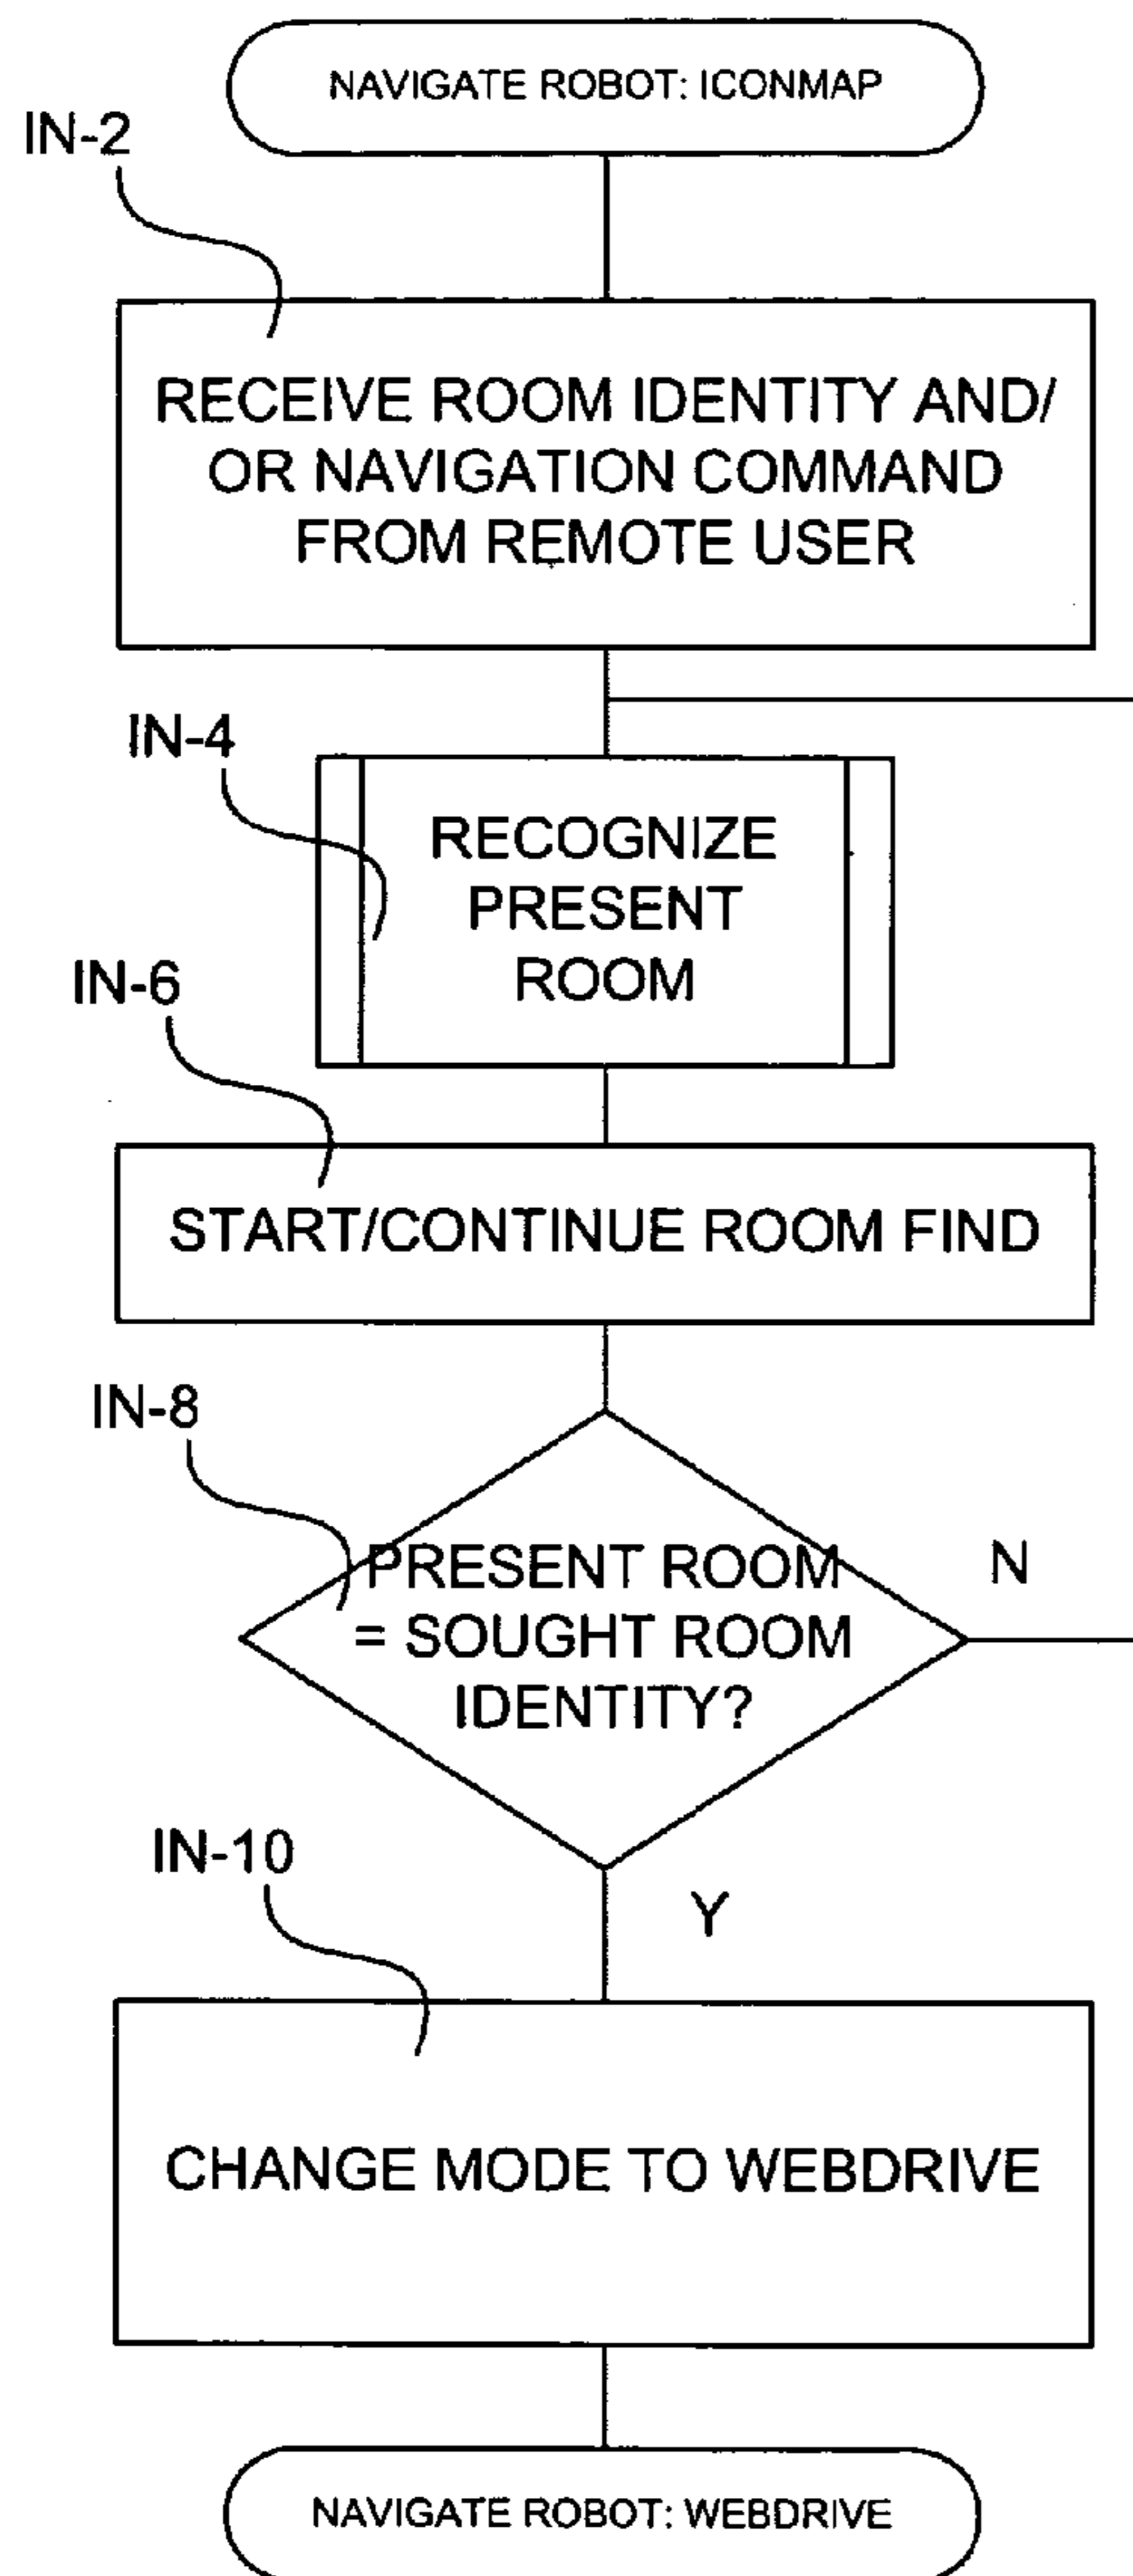 NAVIGATE ROBOT: ICONMAP
IN-2
RECEIVE ROOM IDENTITY AND/
OR NAVIGATION COMMAND
FROM REMOTE USER
IN-4
RECOGNIZE
PRESENT
ROOM
IN-6
START/CONTINUE ROOM FIND
IN-8
PRESENT ROOM
= SOUGHT ROOM
IDENTITY?
N
IN-10
Y
CHANGE MODE TO WEBDRIVE
NAVIGATE ROBOT: WEBDRIVE